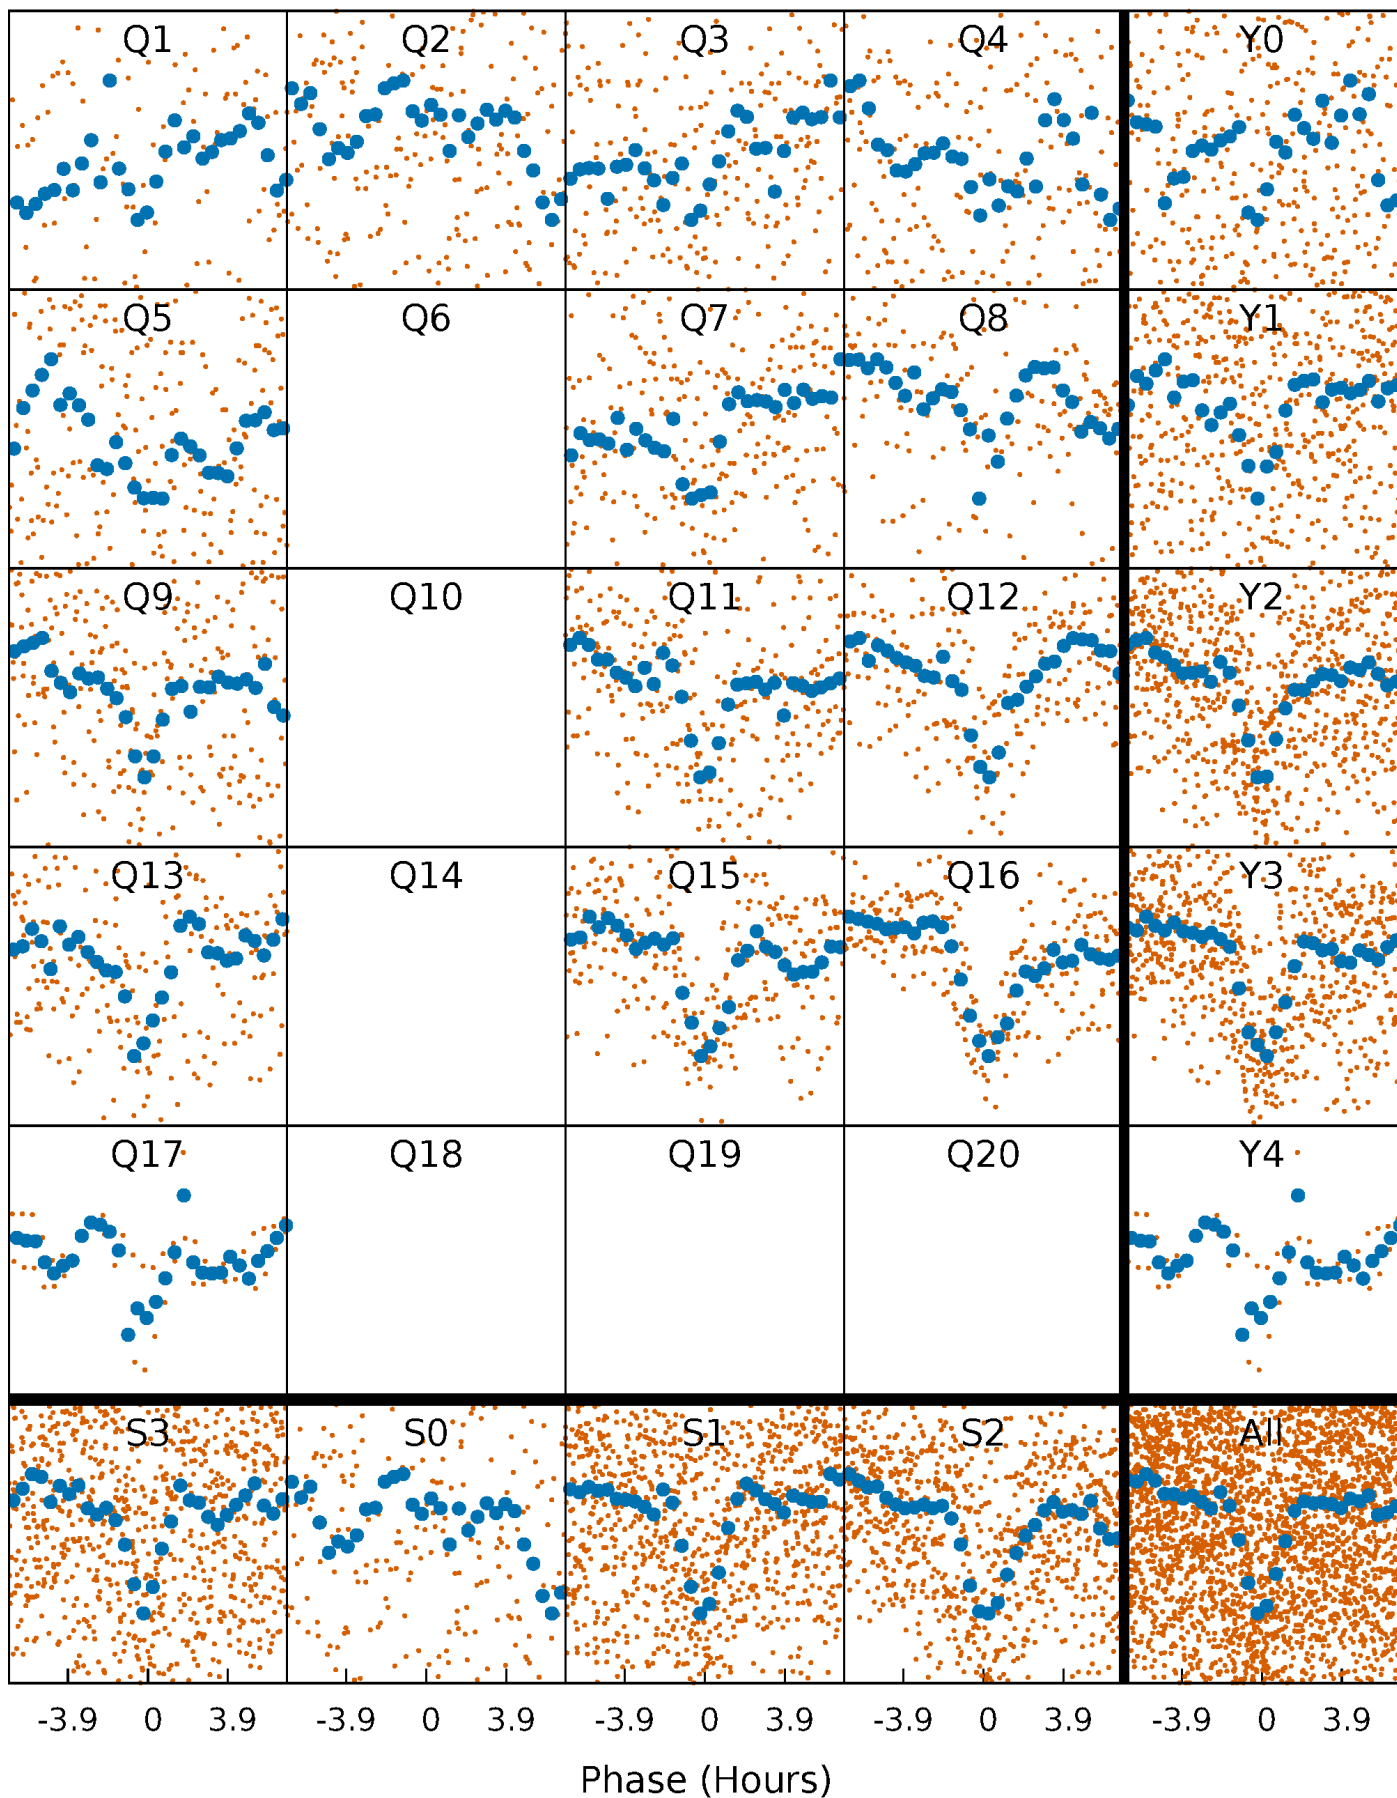 Q1 Q2 Q3 Q4 Y0
Q5 Q6 Q7 Q8 Y1
Q9 Q10 Q11 Q12 Y2
Q13 Q14 Q15 Q16 Y3
Q17 Q18 Q19 Q20 Y4
S3 S0 S1 S2 All
-3.9 0 3.9 -3.9 0 3.9 -3.9 0 3.9 -3.9 0 3.9 -3.9 0 3.9
Phase (Hours)